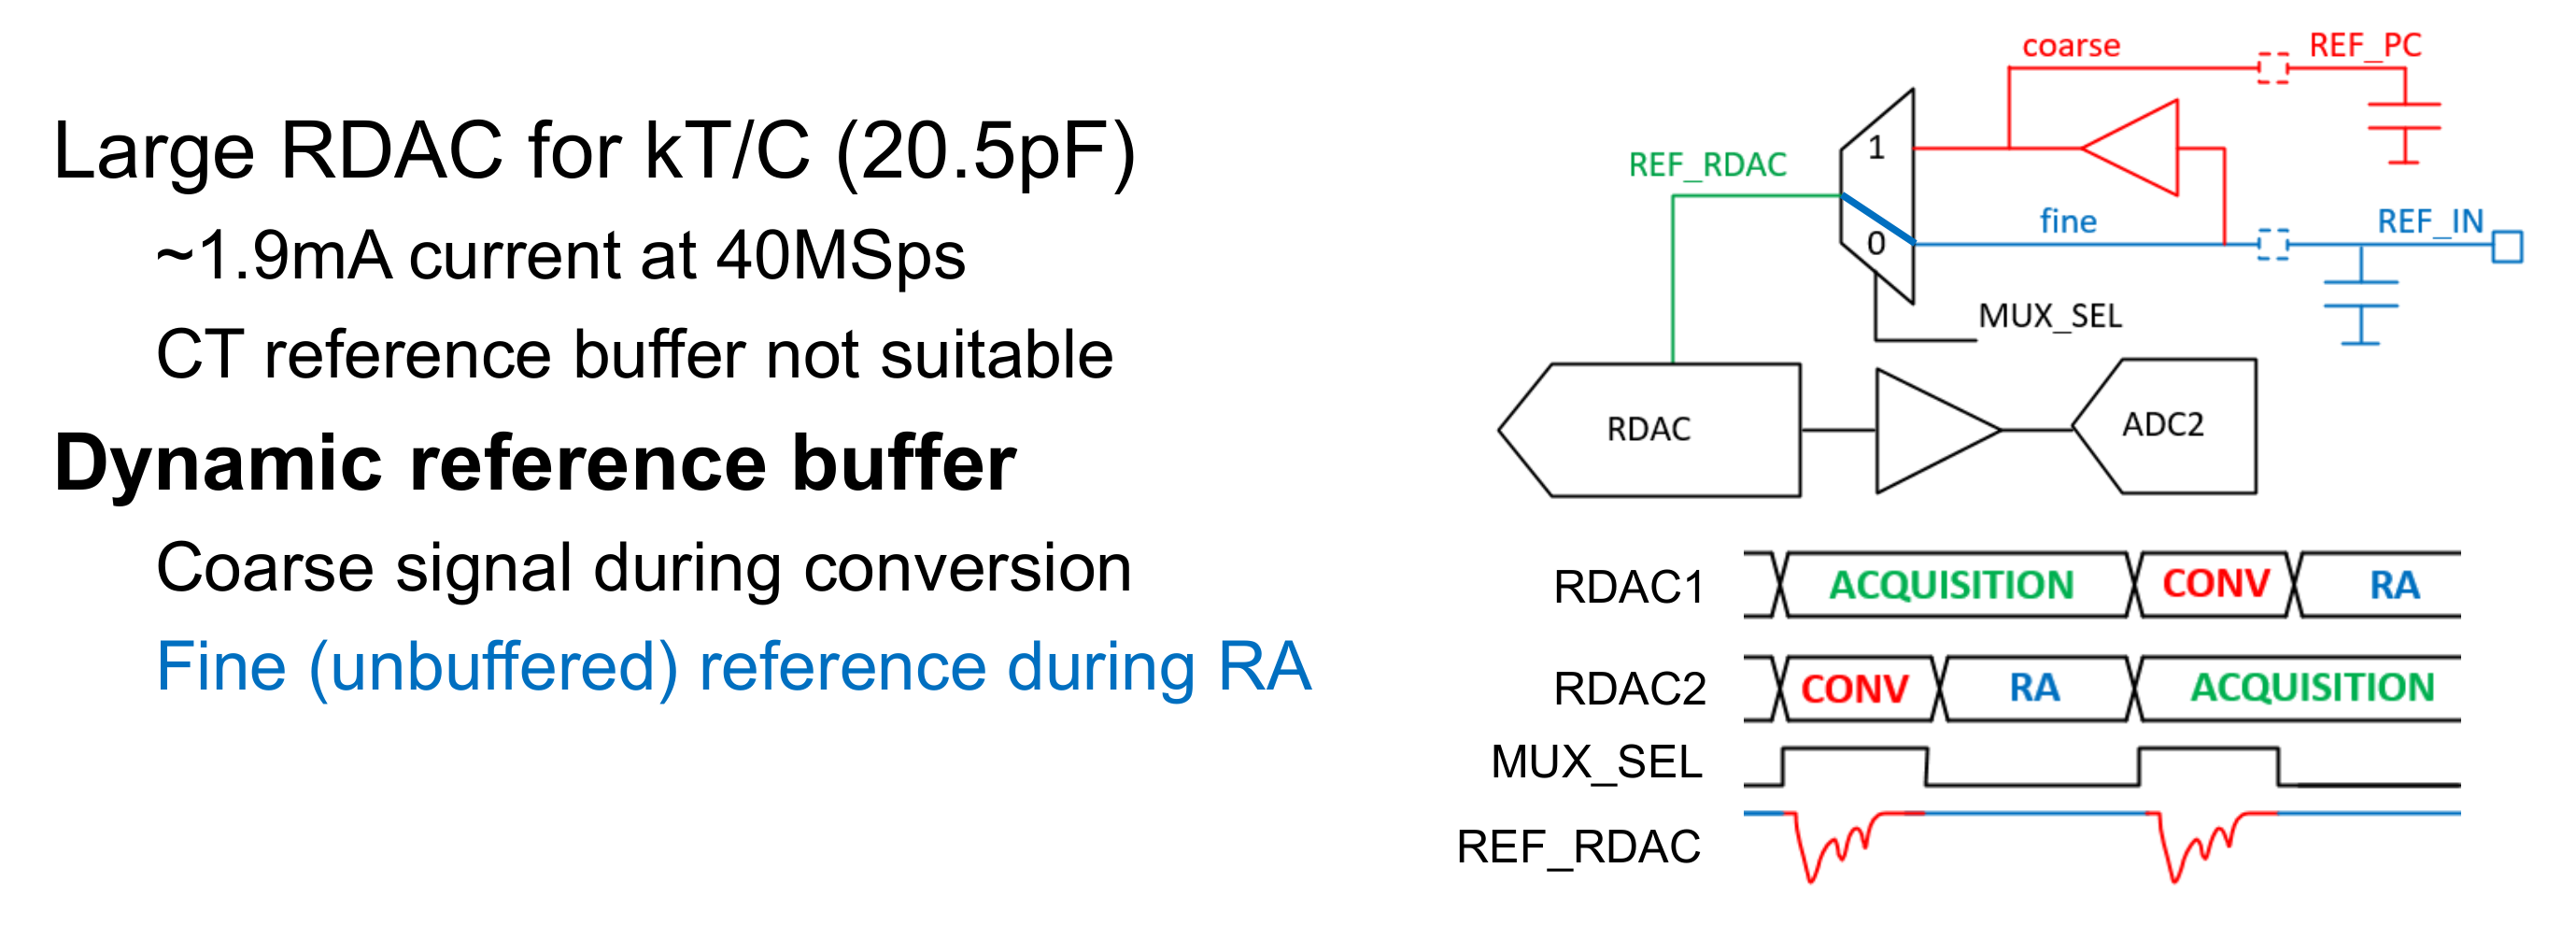 Large RDAC for kT/C (20.5pF)
~1.9mA current at 40MSps
CT reference buffer not suitable
Dynamic reference buffer
Coarse signal during conversion
Fine (unbuffered) reference during RA
coarse
REF_PC
1
REF_RDAC
fine
REF_IN
0
MUX_SEL
RDAC
ADC2
RDAC1 ACQUISITION CONV RA
RDAC2 CONV RA ACQUISITION
MUX_SEL
REF_RDAC